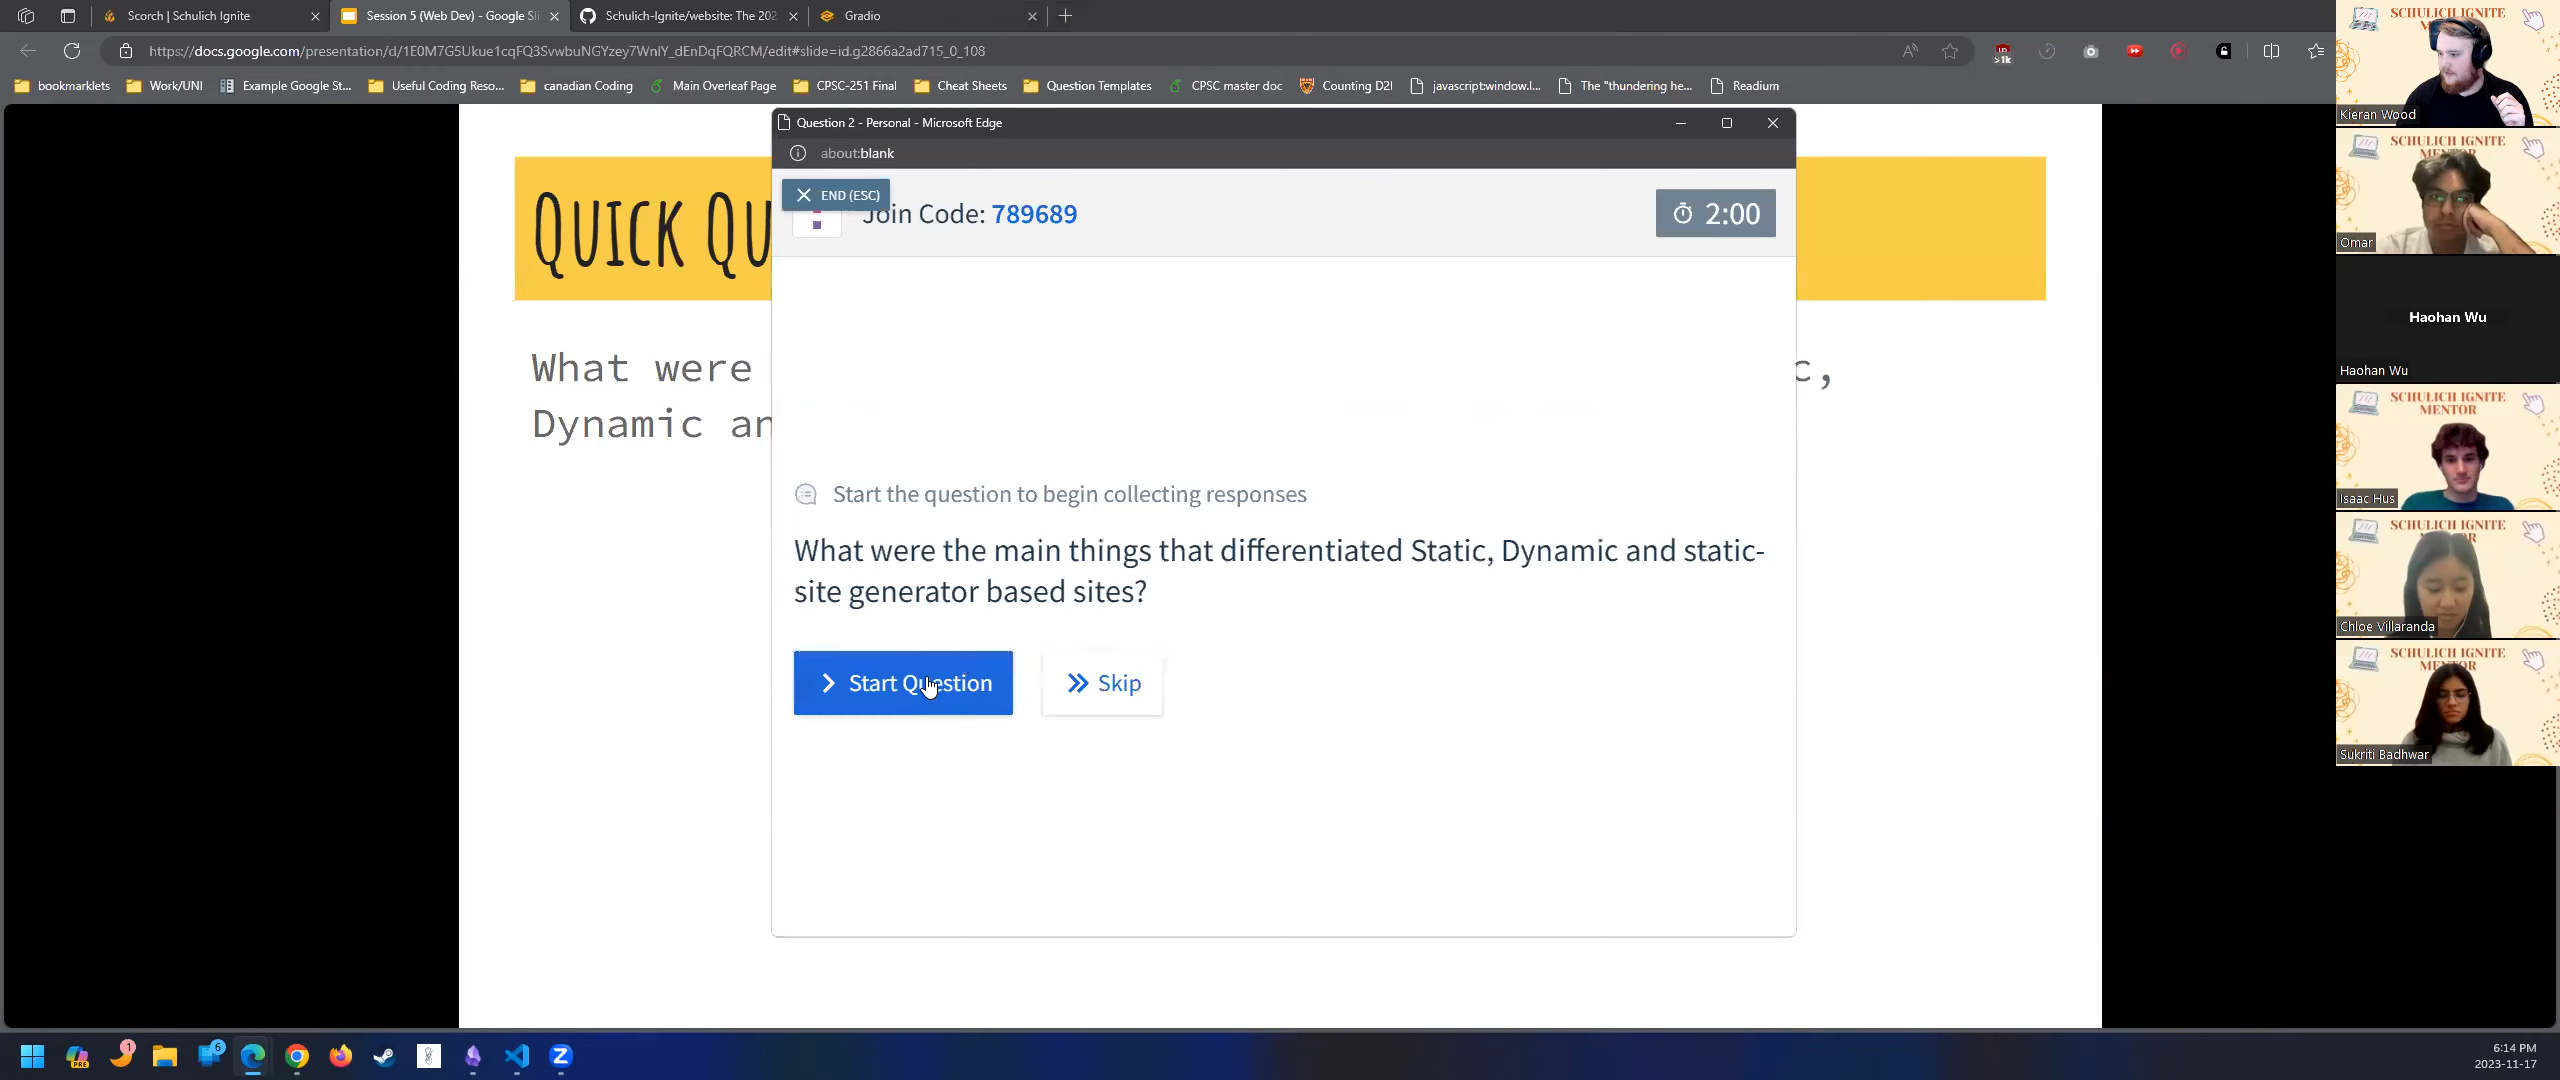 Scorch | Schulich Ignite
Session 5 (Web Dev) - Google Sli
Schulich-Ignite/website: The 202
Gradio
https://docs.google.com/presentation/d/1E0M7G5Ukue1cqFQ3SvwbuNGYzey7WnlY_dEnDqFQRCM/edit#slide=id.g2866a2ad715_0_108
>1k
bookmarklets
Work/UNI
Example Google St...
Useful Coding Reso...
canadian Coding
Main Overleaf Page
CPSC-251 Final
Cheat Sheets
Question Templates
CPSC master doc
Counting D2l
javascript:window.l...
The "thundering he...
Readium
Question 2 - Personal - Microsoft Edge
about:blank
END (ESC)
Join Code: 789689
2:00
QUICK QU
What were
c,
Dynamic an
Start the question to begin collecting responses
What were the main things that differentiated Static, Dynamic and static-
site generator based sites?
Start Question
Skip
SCHULICH IGNITE
Kieran Wood
SCHULICH IGNITE
MENTOR
Omar
Haohan Wu
Haohan Wu
SCHULICH IGNITE
MENTOR
Isaac Hus
SCHULICH IGNITE
Chloe Villaranda
SCHULICH IGNITE
MENTOR
Sukriti Badhwar
PRE
1
6
6:14 PM
2023-11-17